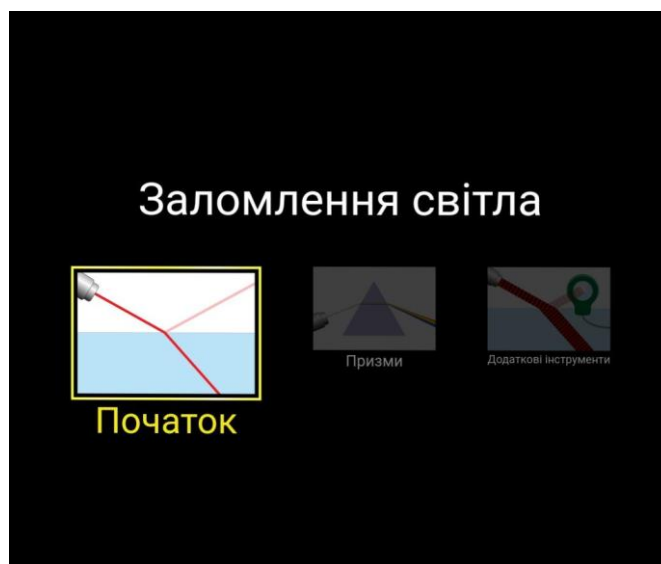 Заломлення світла
Початок
Призми
Додаткові інструменти